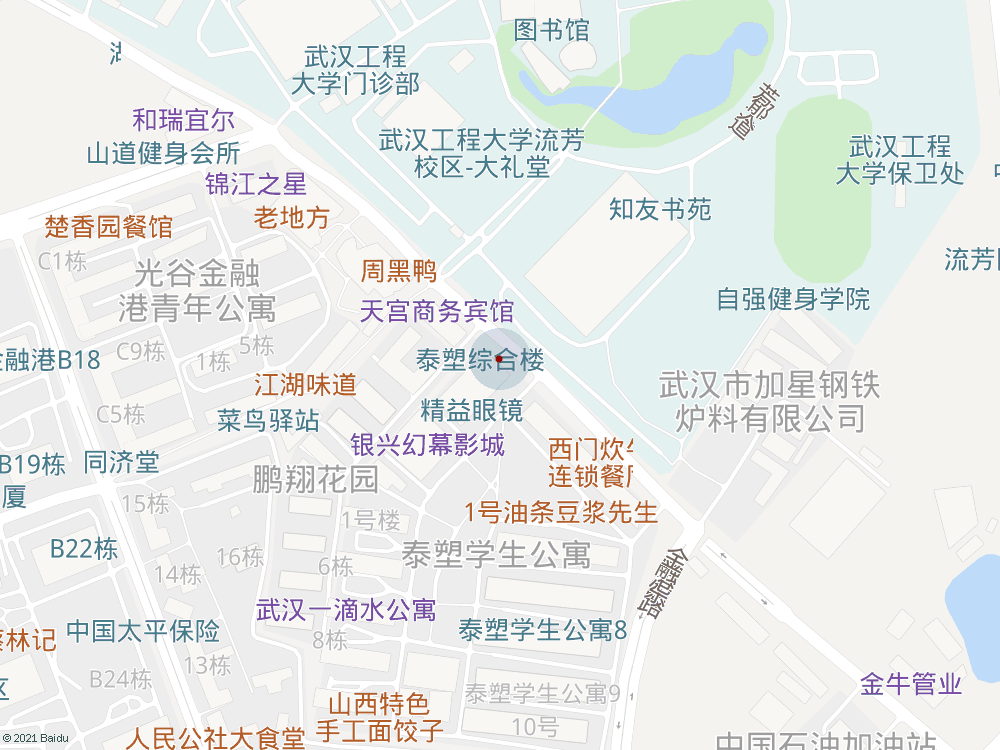 图书馆
武汉工程
大学门诊部
和瑞宜尔
山道健身会所
武汉工程大学流芳
校区-大礼堂
茅郎道
武汉工程
大学保卫处
锦江之星
老地方
知友书苑
楚香园餐馆
C1栋
光谷金融
港青年公寓
周黑鸭
天宫商务宾馆
自强健身学院
流芳
金融港B18
C9栋
1栋
5栋
泰塑综合楼
江湖味道
C5栋
菜鸟驿站
精益眼镜
武汉市加星钢铁
炉料有限公司
银兴幻幕影城
西门炊
连锁餐
B19栋
厦
同济堂
鹏翔花园
15栋
1号楼
1号油条豆浆先生
B22栋
16栋
14栋
6栋
泰塑学生公寓
金融港路
武汉一滴水公寓
泰塑学生公寓8
林记
中国太平保险
8栋
13栋
B24栋
区
金牛管业
泰塑学生公寓9
10号
山西特色
手工面饺子
人民公社大食堂
中国石油加油站
© 2021 Baidu